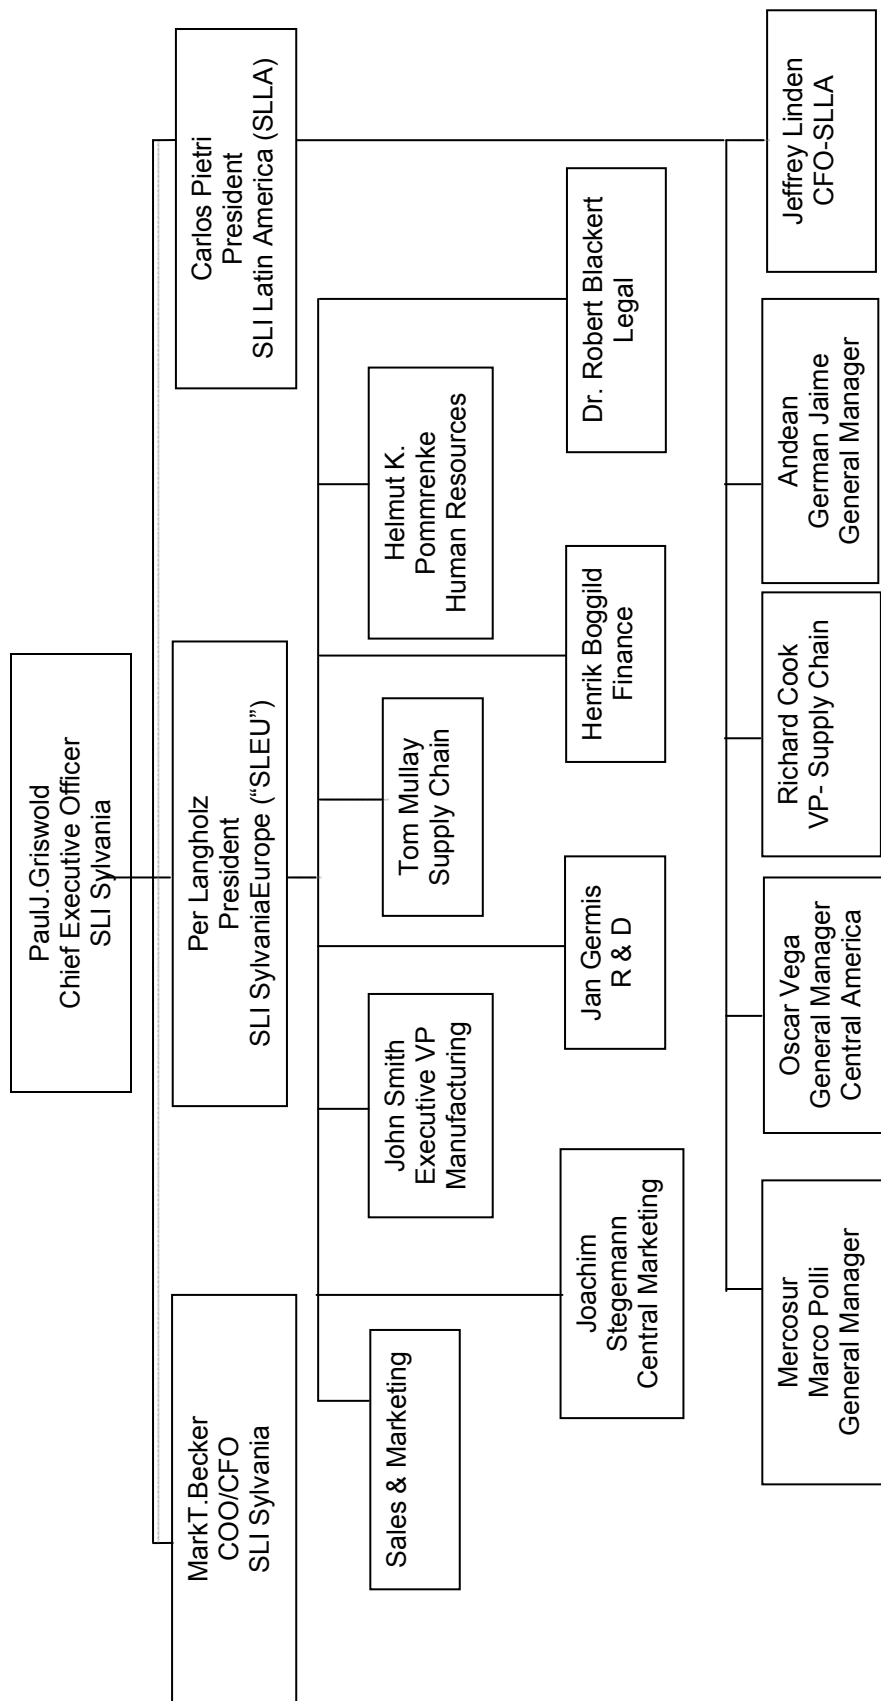 PaulJ.Griswold
Chief Executive Officer
SLI Sylvania
MarkT.Becker
COO/CFO
SLI Sylvania
Per Langholz
President
SLI SylvaniaEurope (“SLEU”)
Carlos Pietri
President
SLI Latin America (SLLA)
Sales & Marketing
John Smith
Executive VP
Manufacturing
Tom Mullay
Supply Chain
Helmut K.
Pommrenke
Human Resources
Joachim
Stegemann
Central Marketing
Jan Germis
R & D
Henrik Boggild
Finance
Dr. Robert Blackert
Legal
Mercosur
Marco Polli
General Manager
Oscar Vega
General Manager
Central America
Richard Cook
VP- Supply Chain
Andean
German Jaime
General Manager
Jeffrey Linden
CFO-SLLA